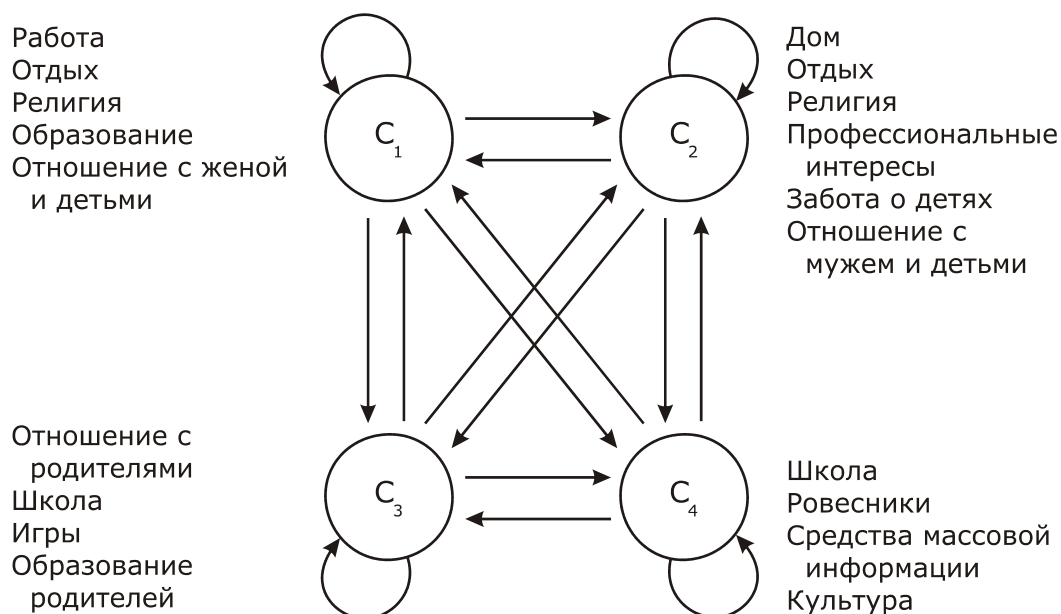 Работа
Отдых
Религия
Образование
Отношение с женой
и детьми
C1
C2
Дом
Отдых
Религия
Профессиональные
интересы
Забота о детях
Отношение с
мужем и детьми
Отношение с
родителями
Школа
Игры
Образование
родителей
C3
C4
Школа
Ровесники
Средства массовой
информации
Культура